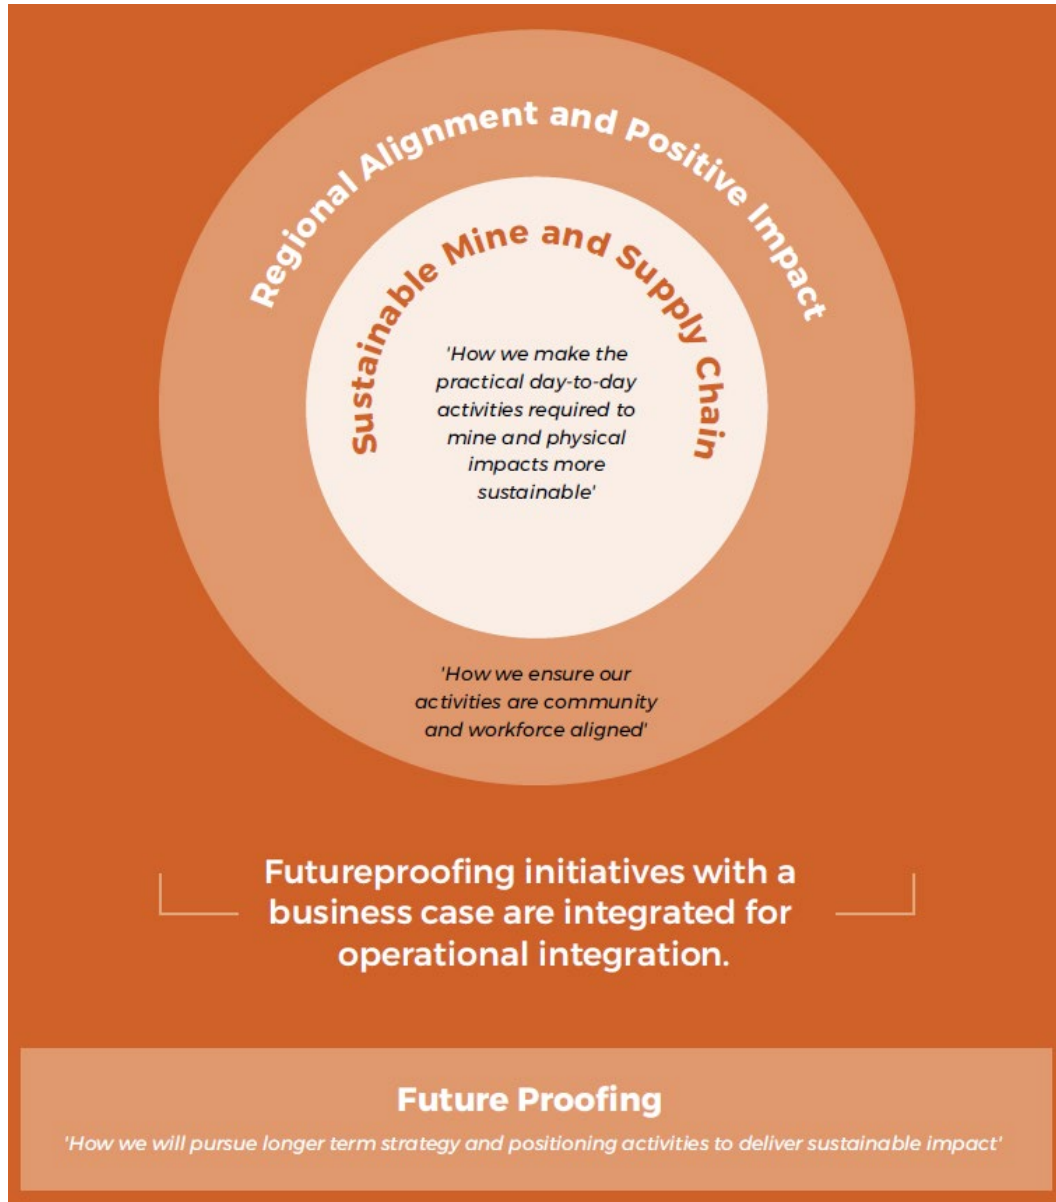 Regional Alignment and Positive Impact
Sustainable Mine and Supply Chain
'How we make the
practical day-to-day
activities required to
mine and physical
impacts more
sustainable'
'How we ensure our
activities are community
and workforce aligned'
Futureproofing initiatives with a
business case are integrated for
operational integration.
Future Proofing
'How we will pursue longer term strategy and positioning activities to deliver sustainable impact'